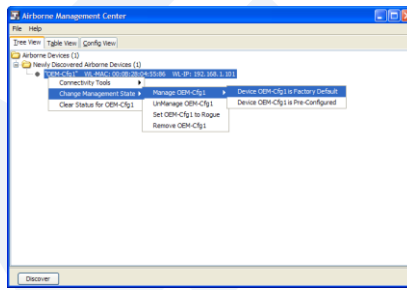 Airborne Management Center
File Help
Tree View Table View Config View
Airborne Devices (1)
Newly Discovered Airborne Devices (1)
"OEM-Cfg1" WL-MAC: 00:0B:28:04:55:86 WL-IP: 192.168.1.101
Connectivity Tools
Change Management State Manage OEM-Cfg1 Device OEM-Cfg1 is Factory Default
Clear Status for OEM-Cfg1 UnManage OEM-Cfg1 Device OEM-Cfg1 is Pre-Configured
Set OEM-Cfg1 to Rogue
Remove OEM-Cfg1
Discover